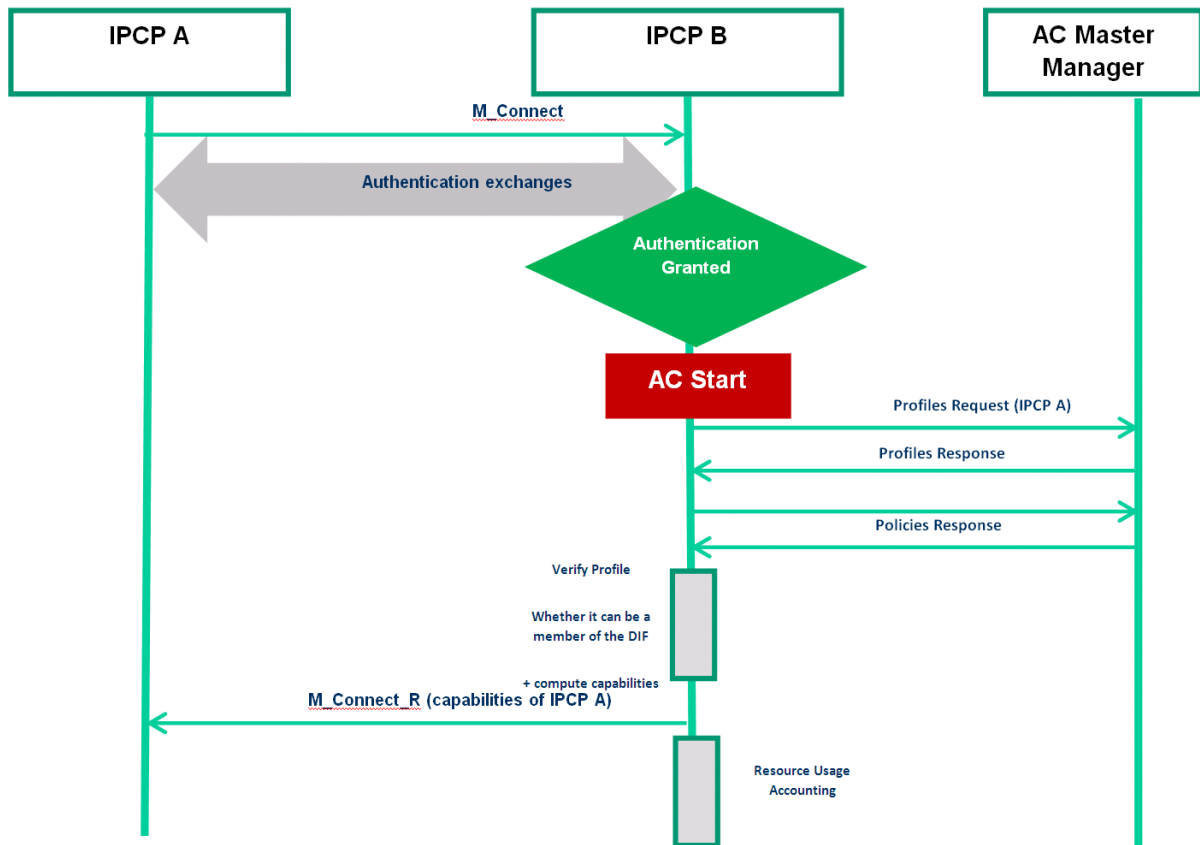 IPCP A
IPCP B
AC Master
Manager
M_Connect
Authentication exchanges
Authentication
Granted
AC Start
Profiles Request (IPCP A)
Profiles Response
Policies Response
Verify Profile
Whether it can be a
member of the DIF
+ compute capabilities
M_Connect_R (capabilities of IPCP A)
Resource Usage
Accounting